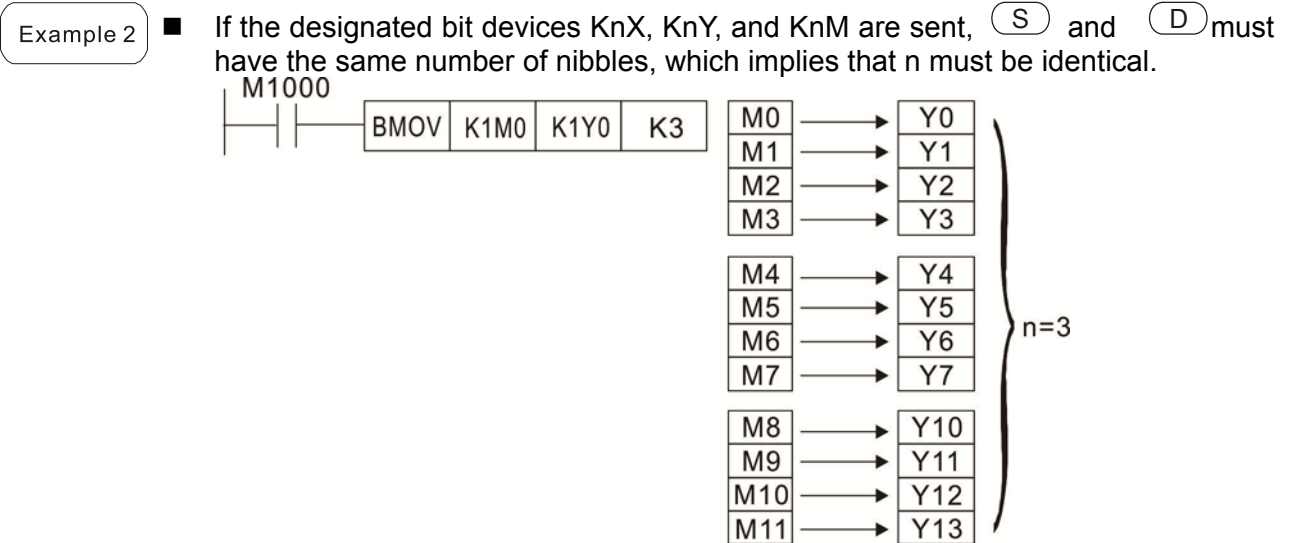 Example 2 ■ If the designated bit devices KnX, KnY, and KnM are sent, S and D must
have the same number of nibbles, which implies that n must be identical.
M1000
BMOV K1M0 K1Y0 K3
M0 Y0
M1 Y1
M2 Y2
M3 Y3
M4 Y4
M5 Y5
M6 Y6
M7 Y7
n=3
M8 Y10
M9 Y11
M10 Y12
M11 Y13